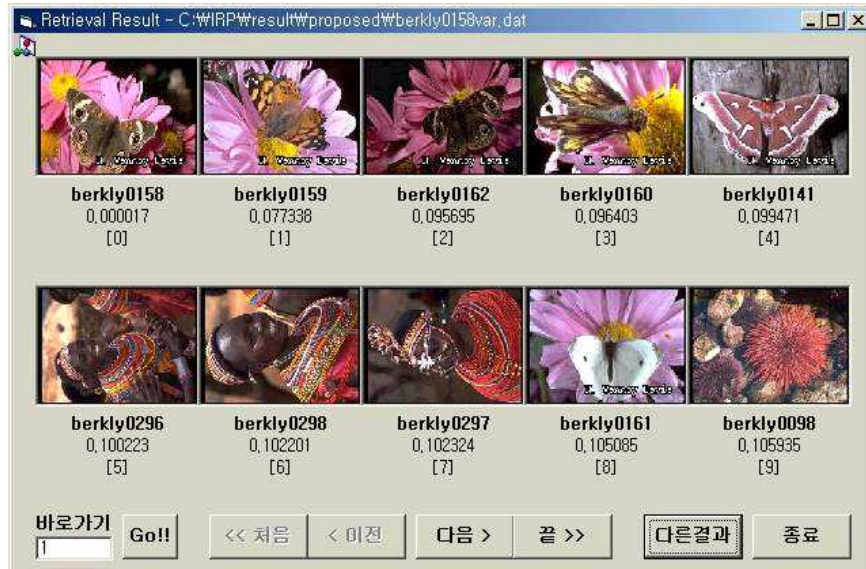 Retrieval Result - C:₩IRP₩result₩proposed₩berkly0158var.dat
berkly0158 berkly0159 berkly0162 berkly0160 berkly0141
0,000017 0,077338 0,095695 0,096403 0,099471
[0] [1] [2] [3] [4]
berkly0296 berkly0298 berkly0297 berkly0161 berkly0098
0,100223 0,102201 0,102324 0,105085 0,105935
[5] [6] [7] [8] [9]
바로가기
1 Go!! << 처음 < 이전 다음 > 끝 >> 다른결과 종료